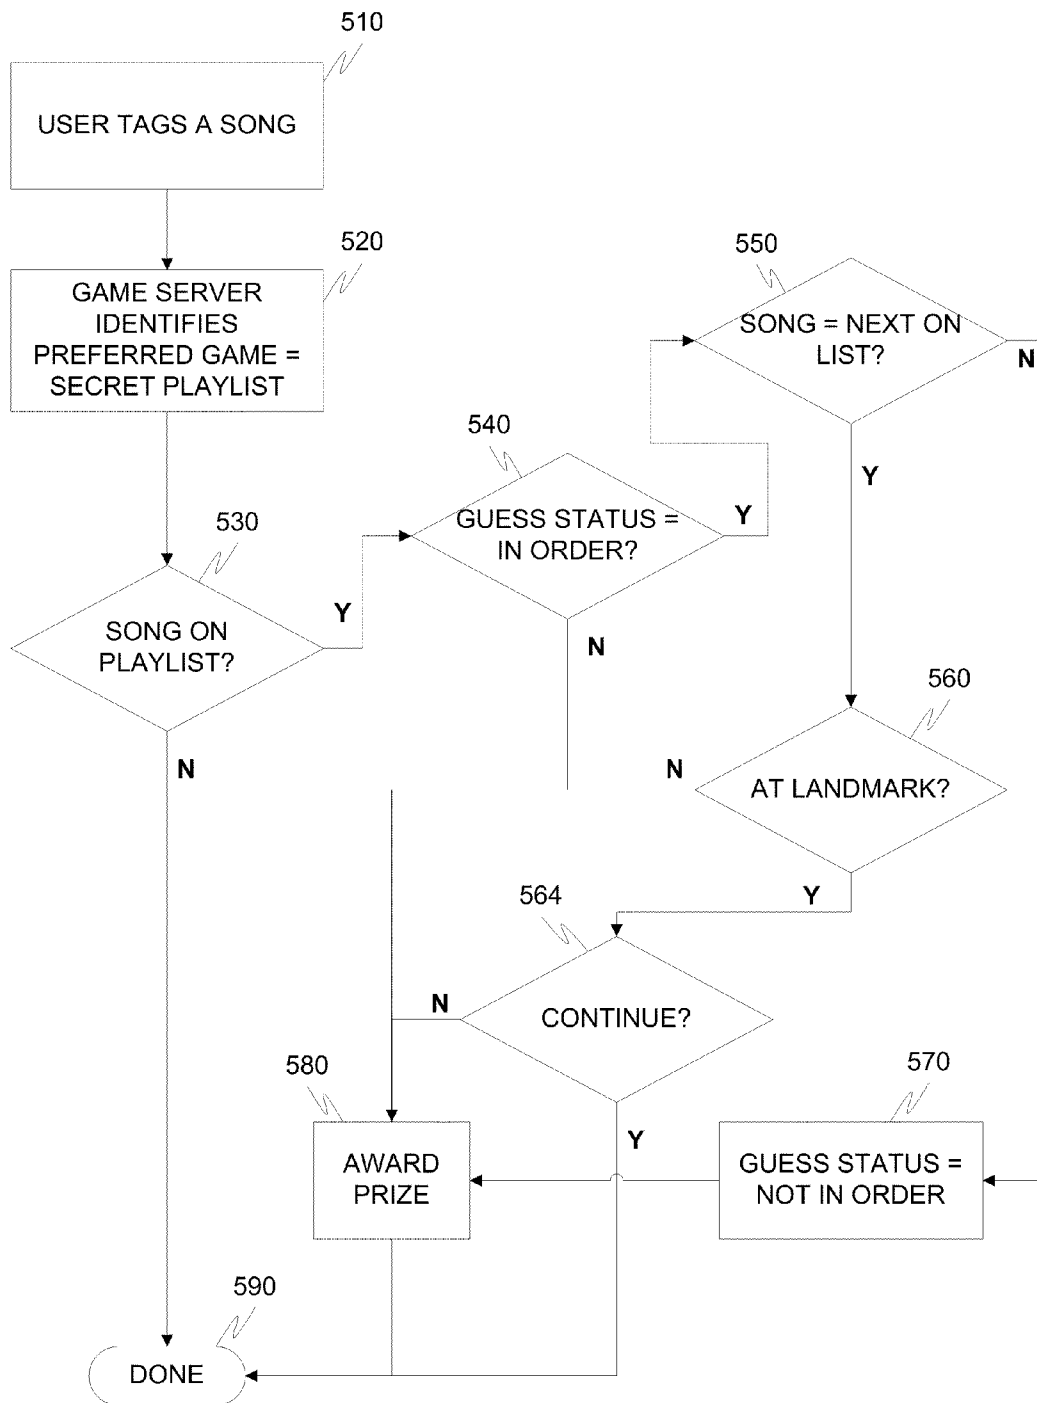 510
USER TAGS A SONG
520
GAME SERVER
IDENTIFIES
PREFERRED GAME =
SECRET PLAYLIST
530
SONG ON
PLAYLIST?
Y
N
540
GUESS STATUS =
IN ORDER?
Y
N
550
SONG = NEXT ON
LIST?
N
Y
560
AT LANDMARK?
N
Y
564
CONTINUE?
N
Y
570
GUESS STATUS =
NOT IN ORDER
580
AWARD
PRIZE
590
DONE